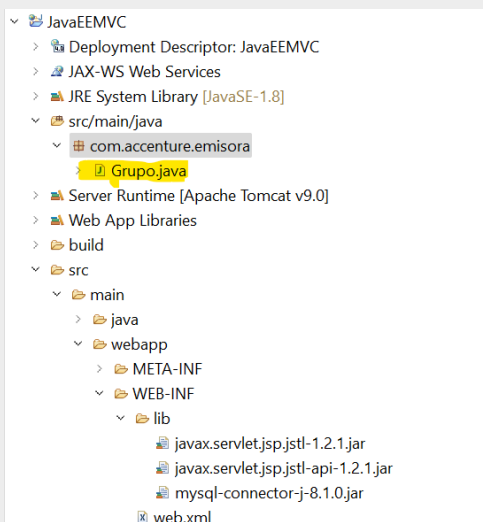 JavaEEMVC
Deployment Descriptor: JavaEEMVC
JAX-WS Web Services
JRE System Library [JavaSE-1.8]
src/main/java
com.accenture.emisora
Grupo.java
Server Runtime [Apache Tomcat v9.0]
Web App Libraries
build
src
main
java
webapp
META-INF
WEB-INF
lib
javax.servlet.jsp.jstl-1.2.1.jar
javax.servlet.jsp.jstl-api-1.2.1.jar
mysql-connector-j-8.1.0.jar
web.xml